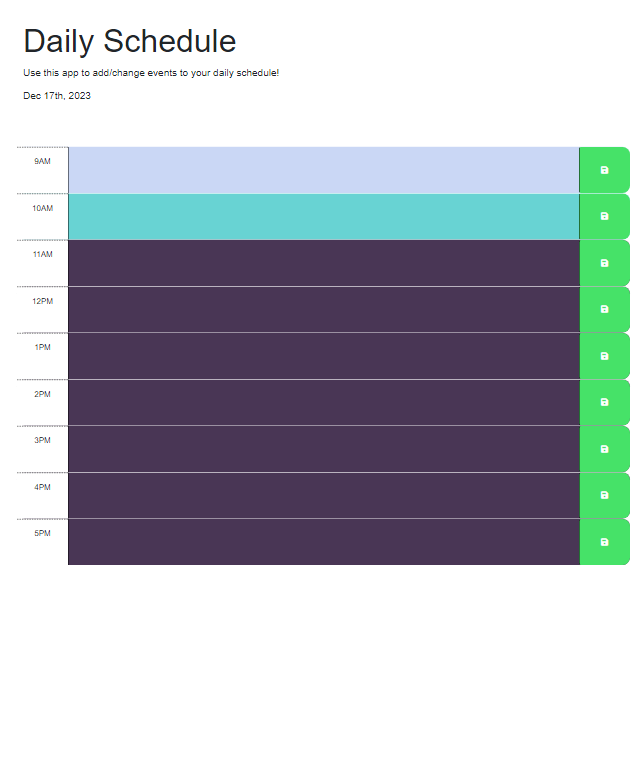 Daily Schedule
Use this app to add/change events to your daily schedule!
Dec 17th, 2023
9AM
10AM
11AM
12PM
1PM
2PM
3PM
4PM
5PM